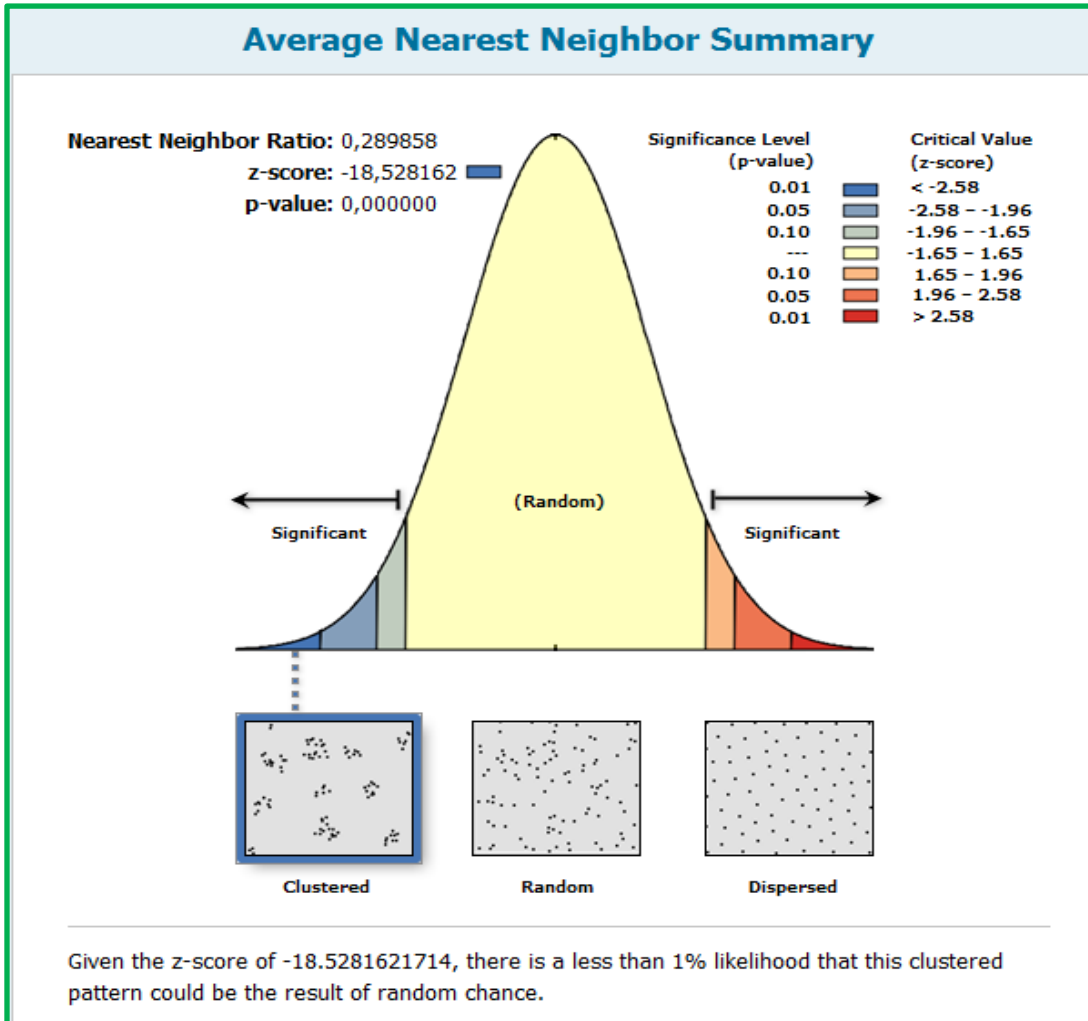 Average Nearest Neighbor Summary
Nearest Neighbor Ratio: 0,289858
z-score: -18,528162
p-value: 0,000000
Significance Level
(p-value)
Critical Value
(z-score)
0.01 < -2.58
0.05 -2.58 – -1.96
0.10 -1.96 – -1.65
--- -1.65 – 1.65
0.10 1.65 – 1.96
0.05 1.96 – 2.58
0.01 > 2.58
(Random)
Significant
Significant
Clustered
Random
Dispersed
Given the z-score of -18.5281621714, there is a less than 1% likelihood that this clustered
pattern could be the result of random chance.